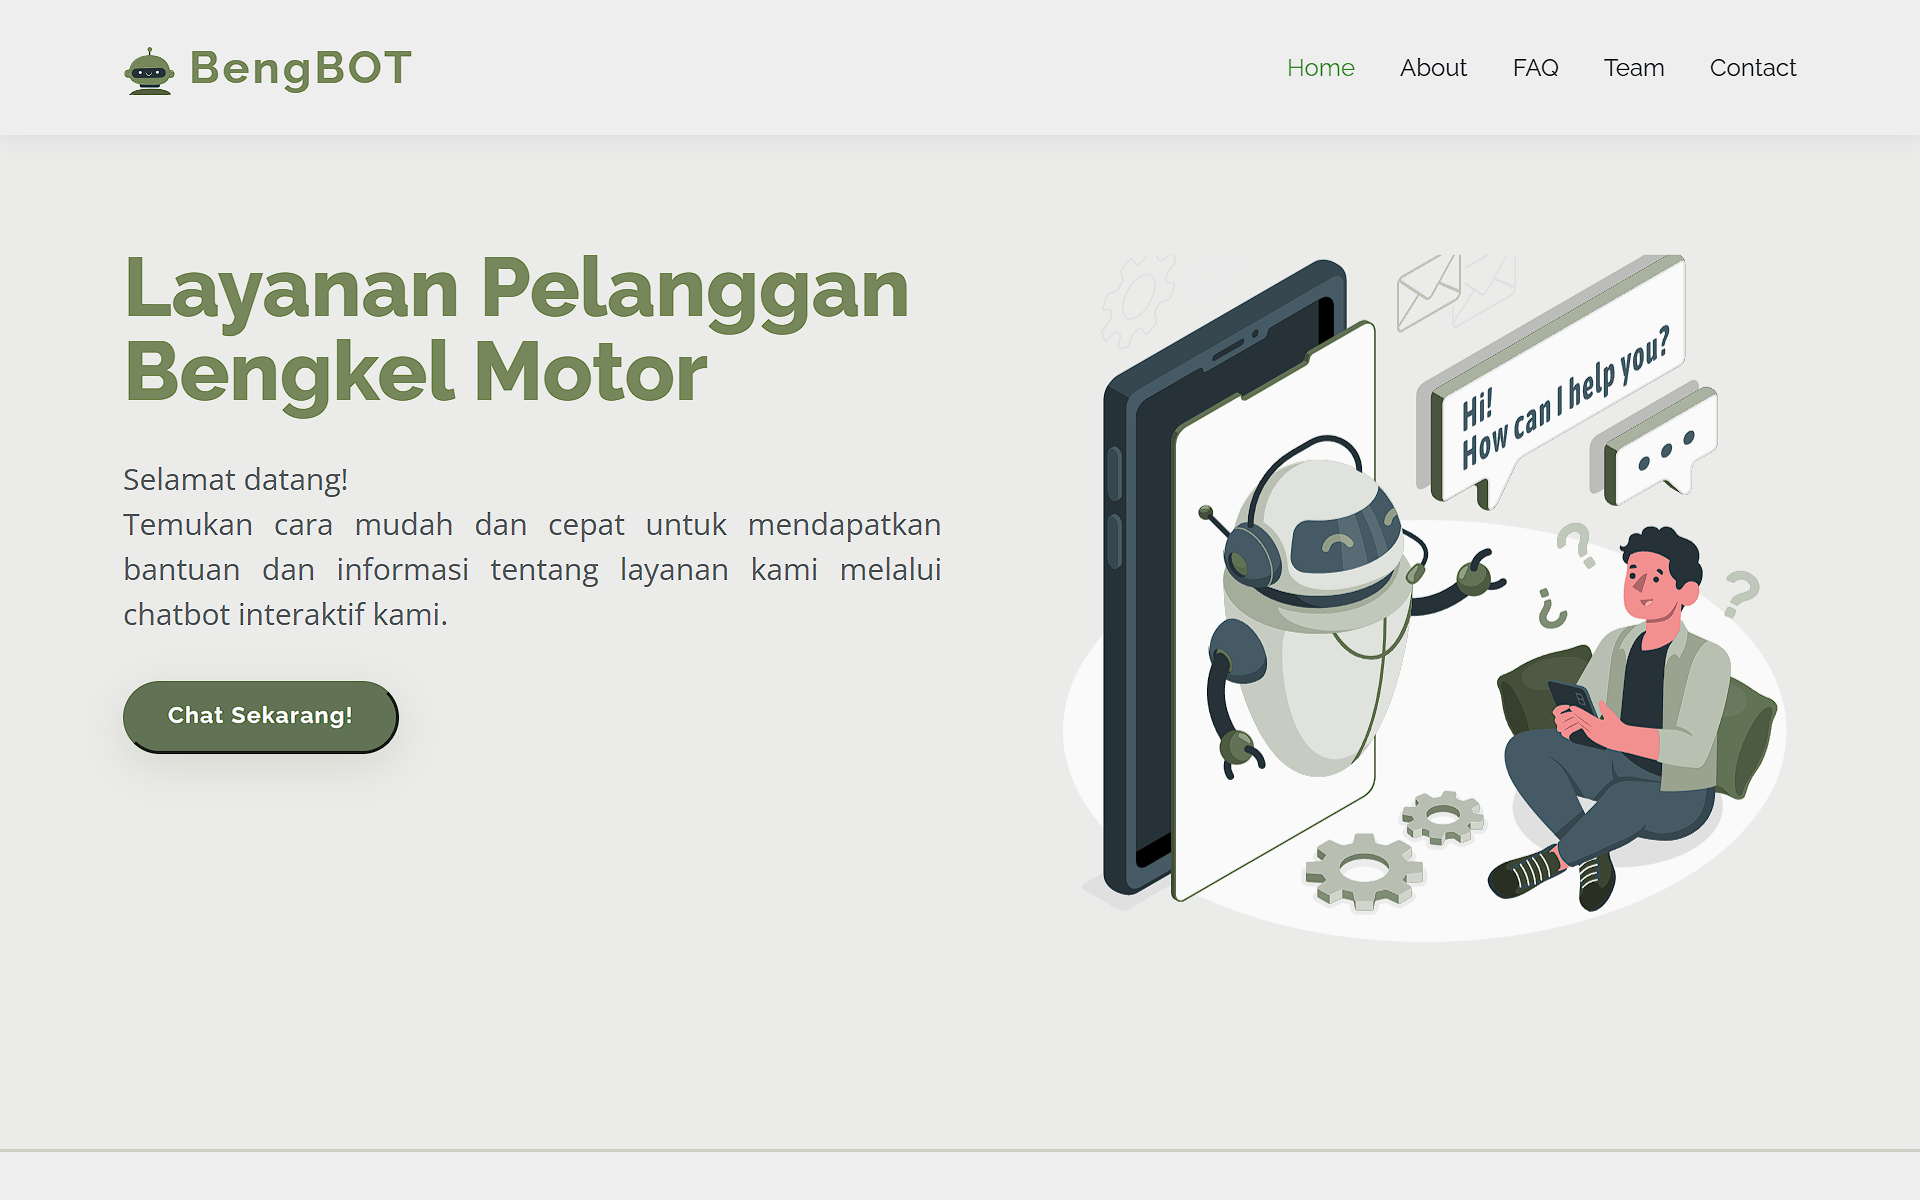 BengBOT
Home
About
FAQ
Team
Contact
Layanan Pelanggan
Bengkel Motor
Selamat datang!
Temukan cara mudah dan cepat untuk mendapatkan
bantuan dan informasi tentang layanan kami melalui
chatbot interaktif kami.
Chat Sekarang!
Hi!
How can I help you?